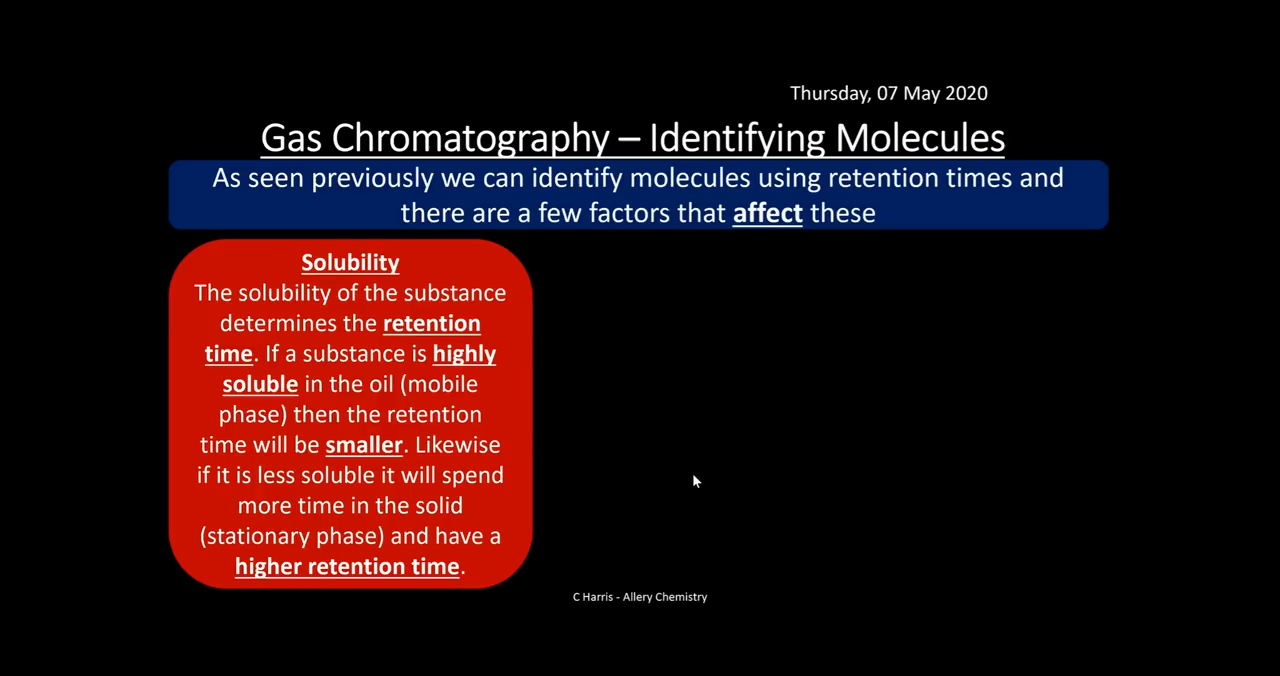 Thursday, 07 May 2020
Gas Chromatography – Identifying Molecules
As seen previously we can identify molecules using retention times and
there are a few factors that affect these
Solubility
The solubility of the substance
determines the retention
time. If a substance is highly
soluble in the oil (mobile
phase) then the retention
time will be smaller. Likewise
if it is less soluble it will spend
more time in the solid
(stationary phase) and have a
higher retention time.
C Harris - Allery Chemistry